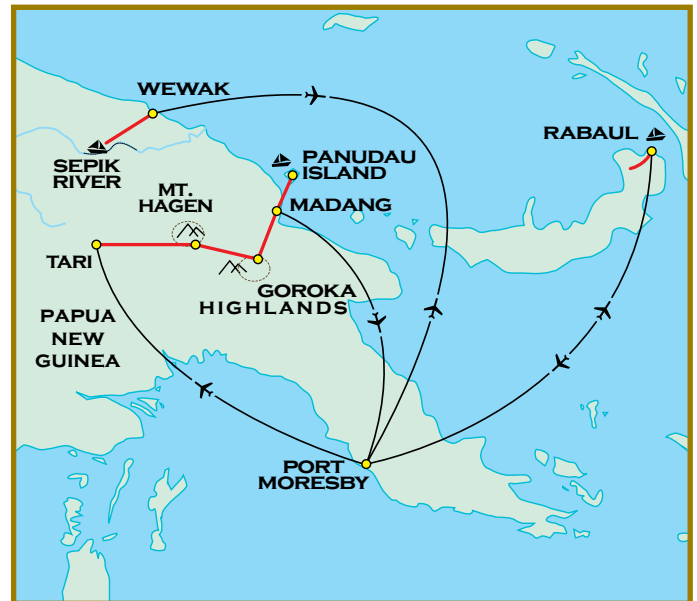 WEWAK
RABAUL
SEPIK
RIVER
PANUDAU
ISLAND
MT.
HAGEN
MADANG
TARI
GOROKA
HIGHLANDS
PAPUA
NEW
GUINEA
PORT
MORESBY